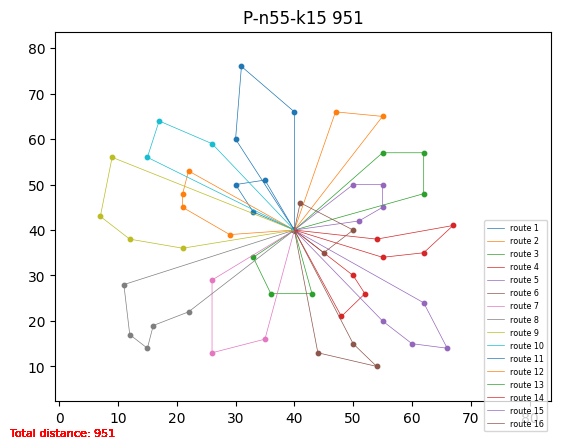 P-n55-k15 951
80
70
60
50
40
30
20
10
0 10 20 30 40 50 60 70 80
route 1
route 2
route 3
route 4
route 5
route 6
route 7
route 8
route 9
route 10
route 11
route 12
route 13
route 14
route 15
route 16
Total distance: 951